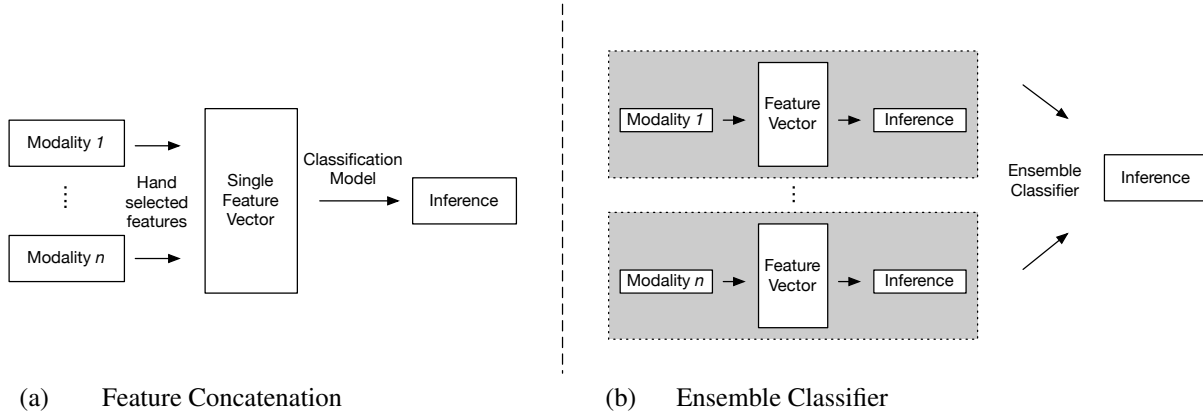 Modality 1
⋮
Modality n
Hand
selected
features
Single
Feature
Vector
Classification
Model
Inference
(a) Feature Concatenation
Modality 1
Feature
Vector
Inference
⋮
Modality n
Feature
Vector
Inference
Ensemble
Classifier
Inference
(b) Ensemble Classifier